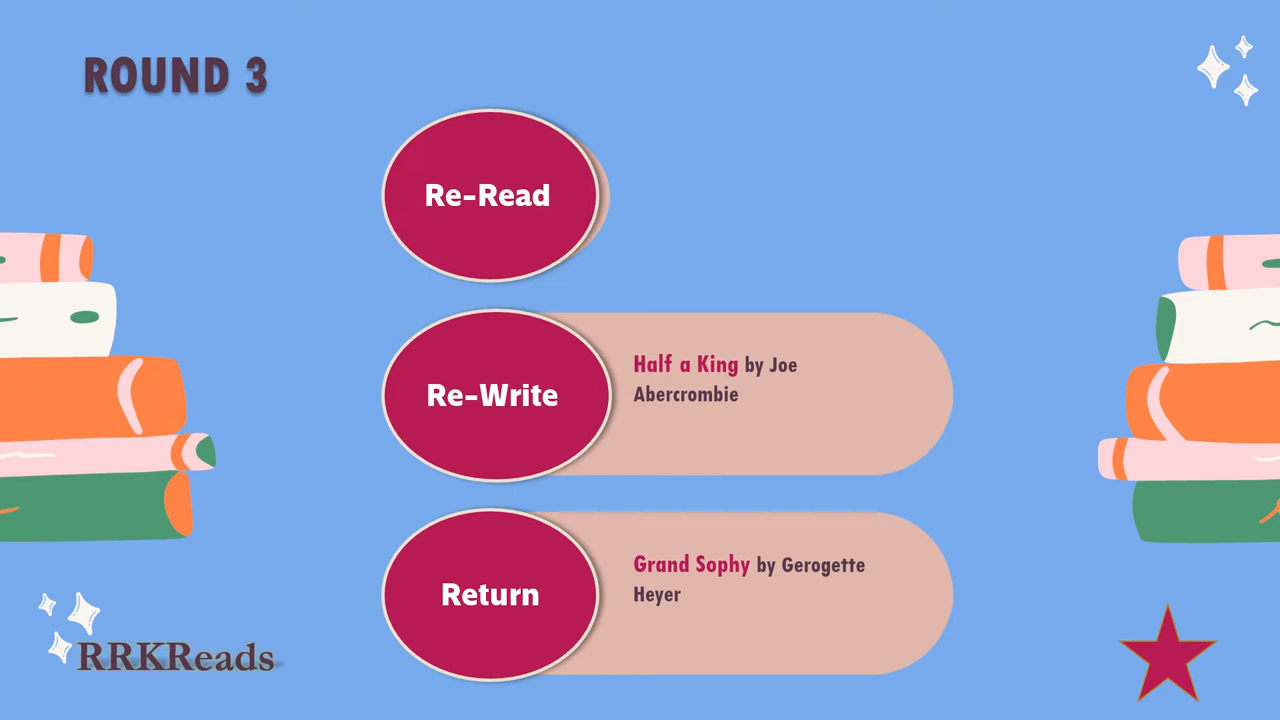 ROUND 3
Re-Read
Re-Write
Half a King by Joe
Abercrombie
Return
Grand Sophy by Gerogette
Heyer
RRKReads